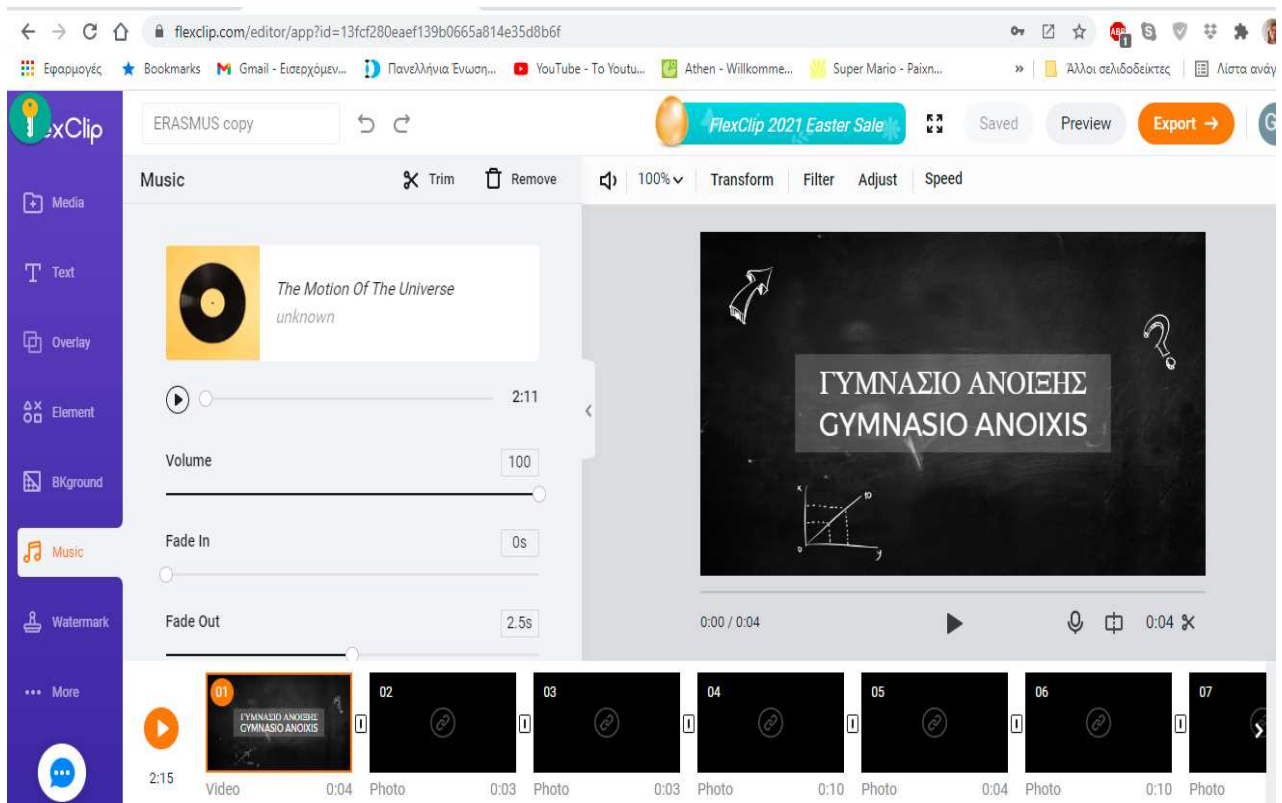 flexclip.com/editor/app?id=13fcf280eaef139b0665a814e35d8b6f
Εφαρμογές Bookmarks Gmail - Εισερχόμεν... Πανελλήνια Ένωση... YouTube - To Youtu... Athen - Willkomme... Super Mario - Paixn... » Άλλοι σελιδοδείκτες Λίστα ανάγ
exClip
ERASMUS copy
FlexClip 2021 Easter Sale
Saved
Preview
Export →
G
Music
Trim
Remove
100%
Transform
Filter
Adjust
Speed
Media
Text
Overlay
Element
BKground
Music
Watermark
More
The Motion Of The Universe
unknown
2:11
Volume
100
Fade In
0s
Fade Out
2.5s
ΓΥΜΝΑΣΙΟ ΑΝΟΙΞΗΣ
GYMNASIO ANOIXIS
x
10
0
y
0:00 / 0:04
0:04
2:15
01
ΓΥΜΝΑΣΙΟ ΑΝΟΙΞΗΣ
GYMNASIO ANOIXIS
Video 0:04
02
Photo 0:03
03
Photo 0:03
04
Photo 0:10
05
Photo 0:04
06
Photo 0:10
07
Photo